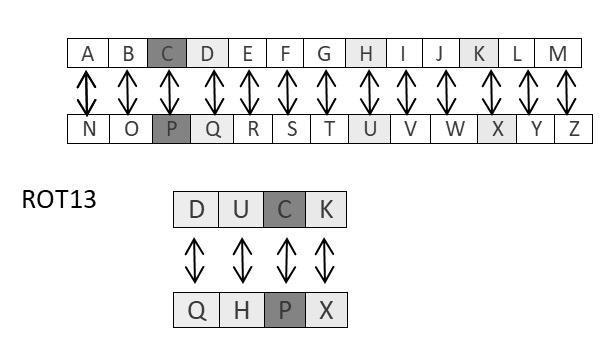 A B C D E F G H I J K L M
N O P Q R S T U V W X Y Z
ROT13
D U C K
Q H P X